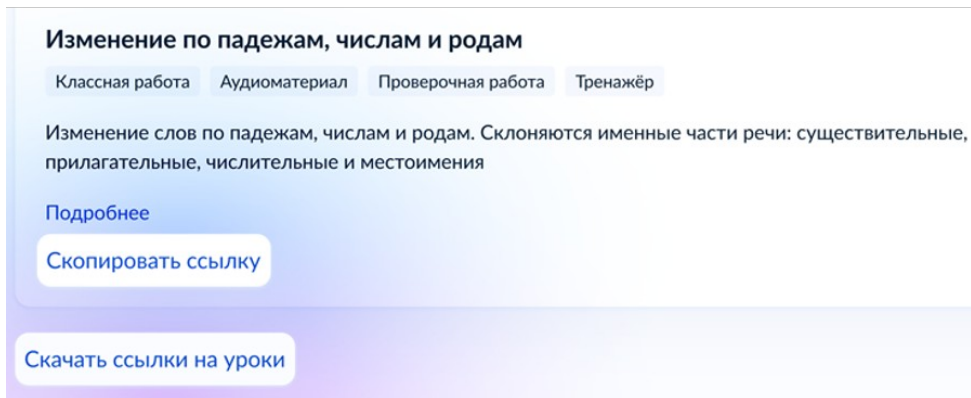 Изменение по падежам, числам и родам
Классная работа Аудиоматериал Проверочная работа Тренажёр
Изменение слов по падежам, числам и родам. Склоняются именные части речи: существительные,
прилагательные, числительные и местоимения
Подробнее
Скопировать ссылку
Скачать ссылки на уроки